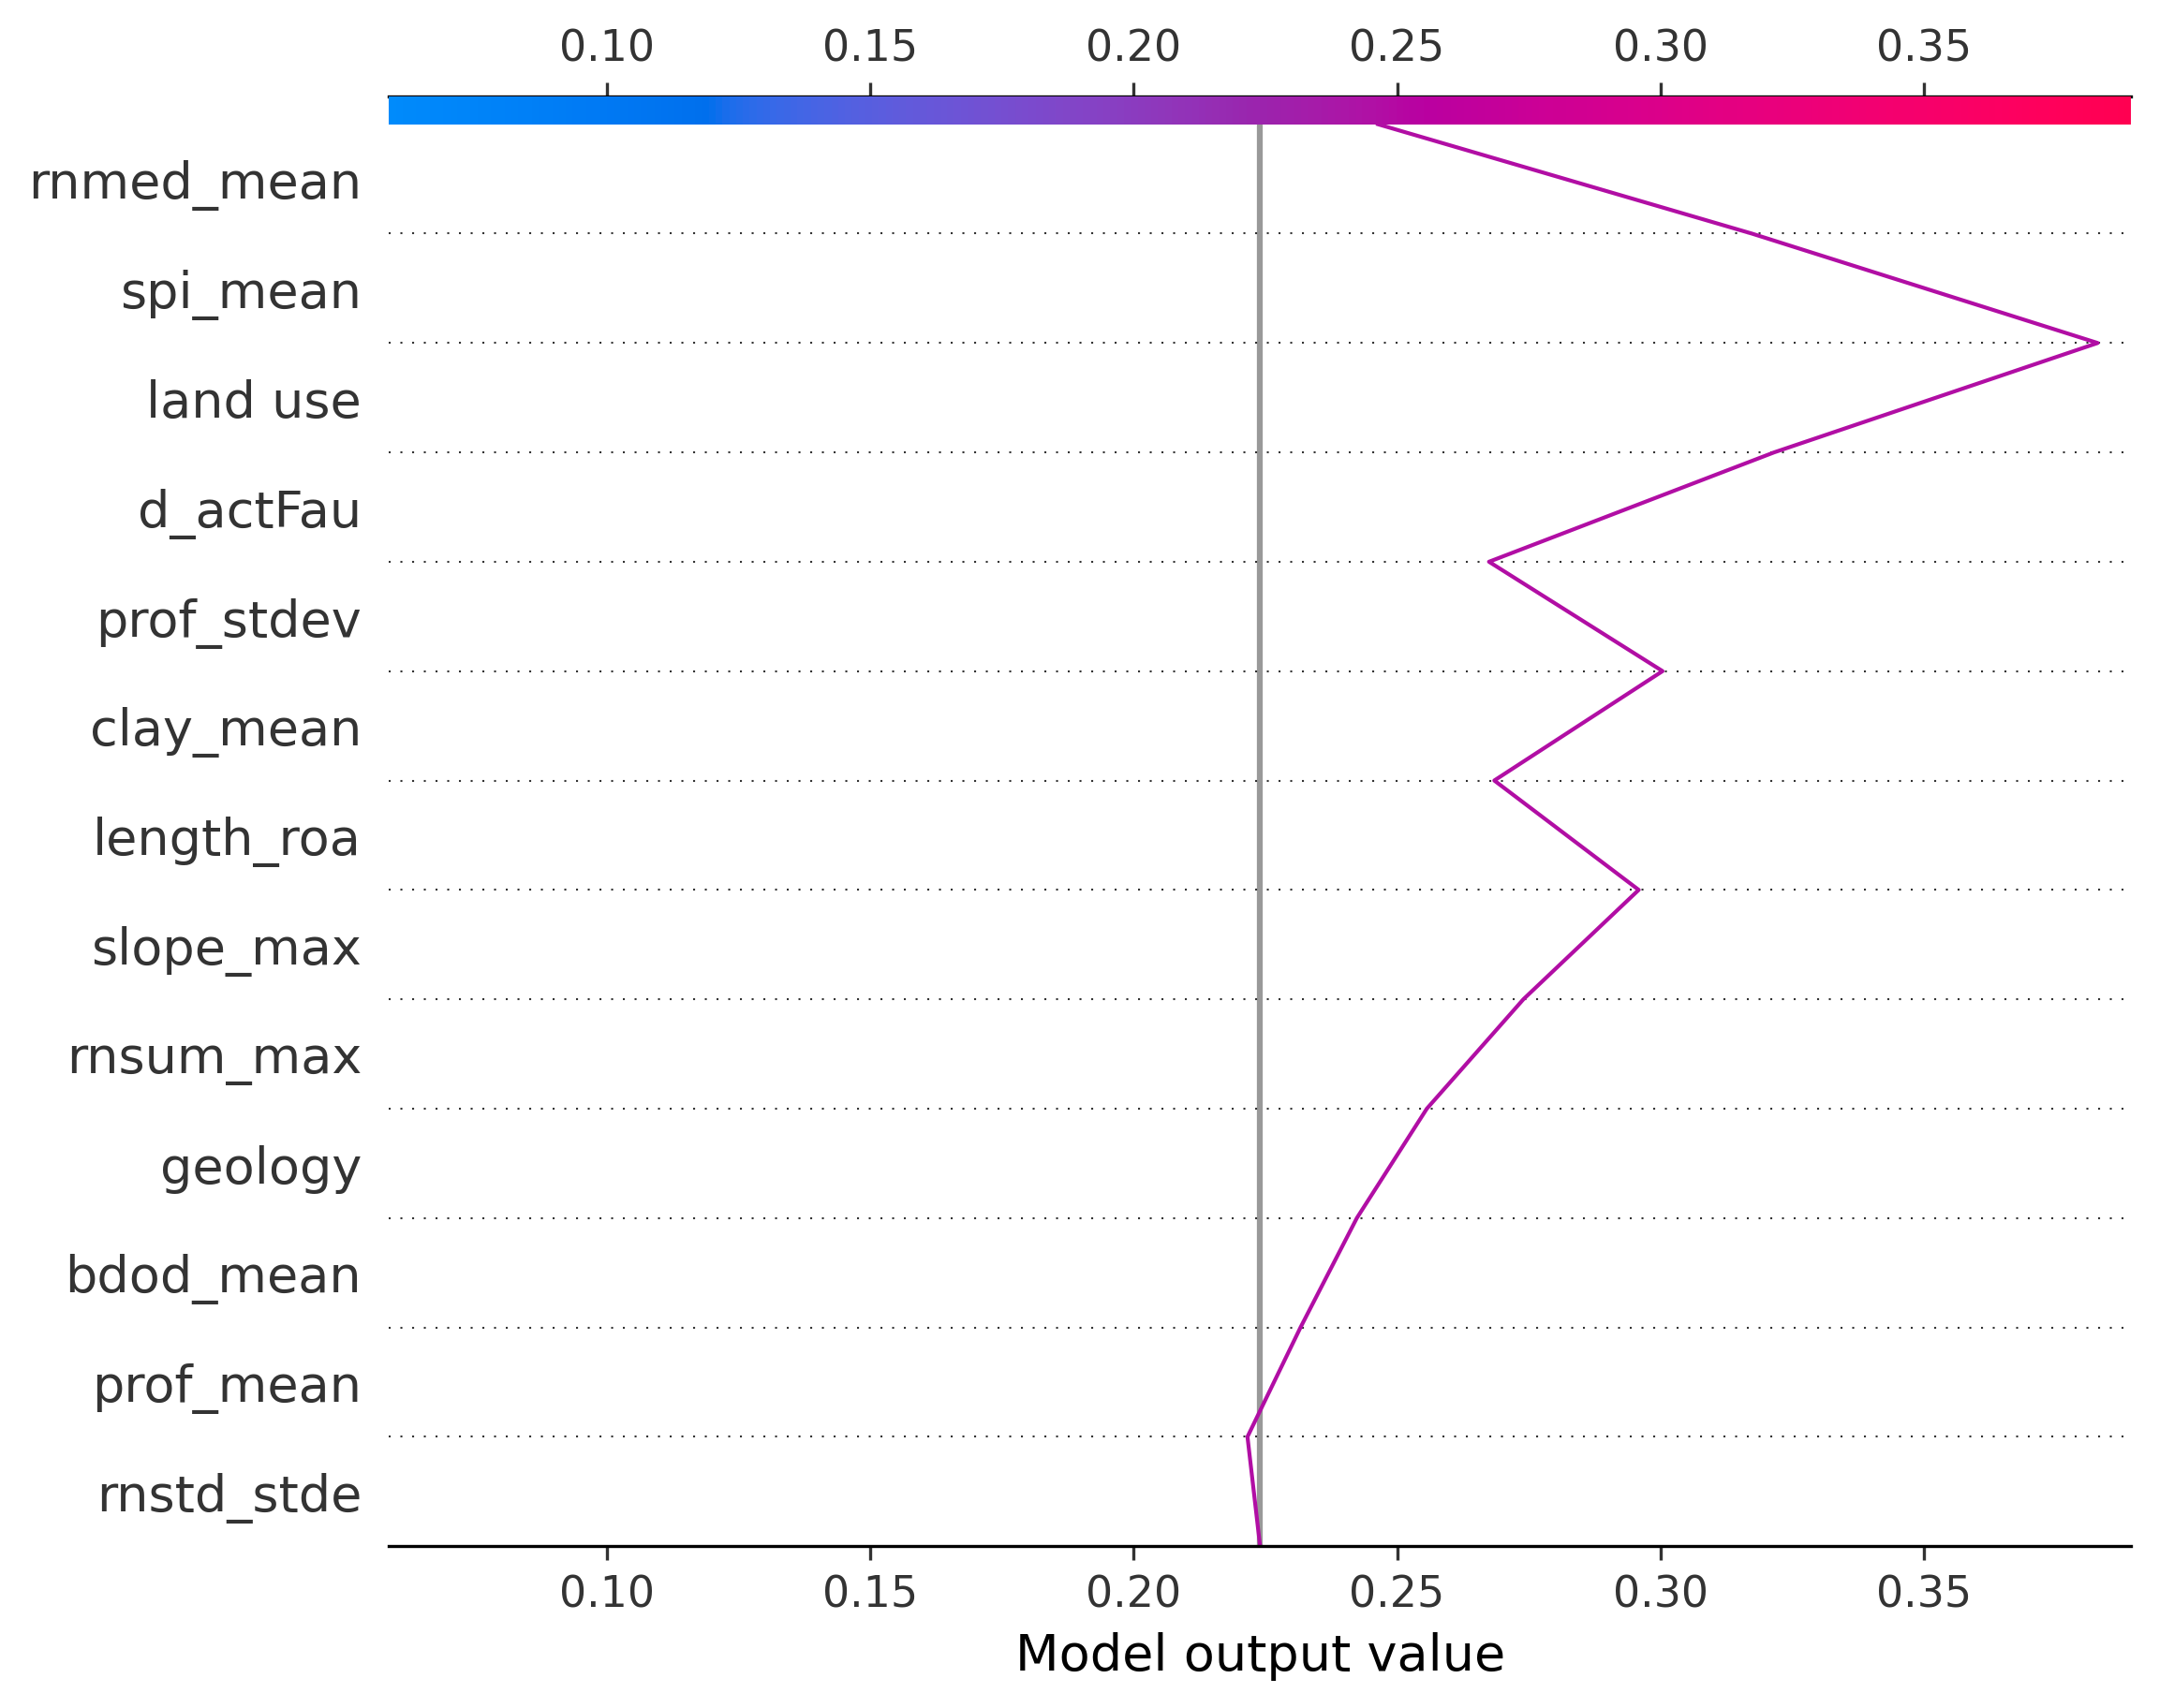 0.10 0.15 0.20 0.25 0.30 0.35
rnmed_mean
spi_mean
land use
d_actFau
prof_stdev
clay_mean
length_roa
slope_max
rnsum_max
geology
bdod_mean
prof_mean
rnstd_stde
0.10 0.15 0.20 0.25 0.30 0.35
Model output value